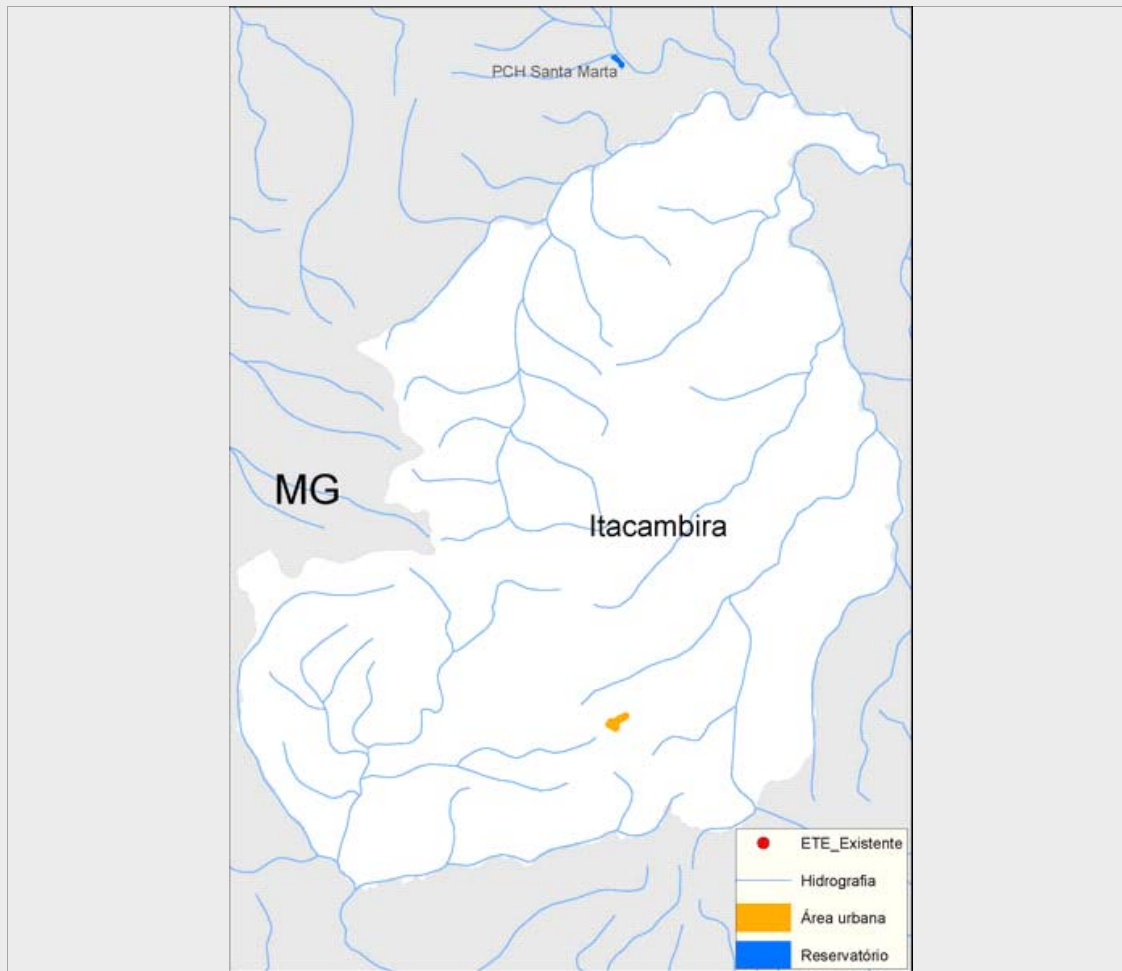 PCH Santa Marta
MG
Itacambira
ETE_Existente
Hidrografia
Área urbana
Reservatório